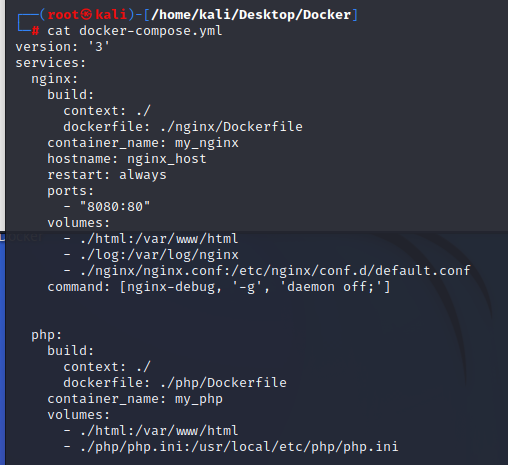 ┌──(root㉿kali)-[/home/kali/Desktop/Docker]
└─# cat docker-compose.yml
version: '3'
services:
  nginx:
    build:
      context: ./
      dockerfile: ./nginx/Dockerfile
    container_name: my_nginx
    hostname: nginx_host
    restart: always
    ports:
      - "8080:80"
    volumes:
      - ./html:/var/www/html
      - ./log:/var/log/nginx
      - ./nginx/nginx.conf:/etc/nginx/conf.d/default.conf
    command: [nginx-debug, '-g', 'daemon off;']
  php:
    build:
      context: ./
      dockerfile: ./php/Dockerfile
    container_name: my_php
    volumes:
      - ./html:/var/www/html
      - ./php/php.ini:/usr/local/etc/php/php.ini